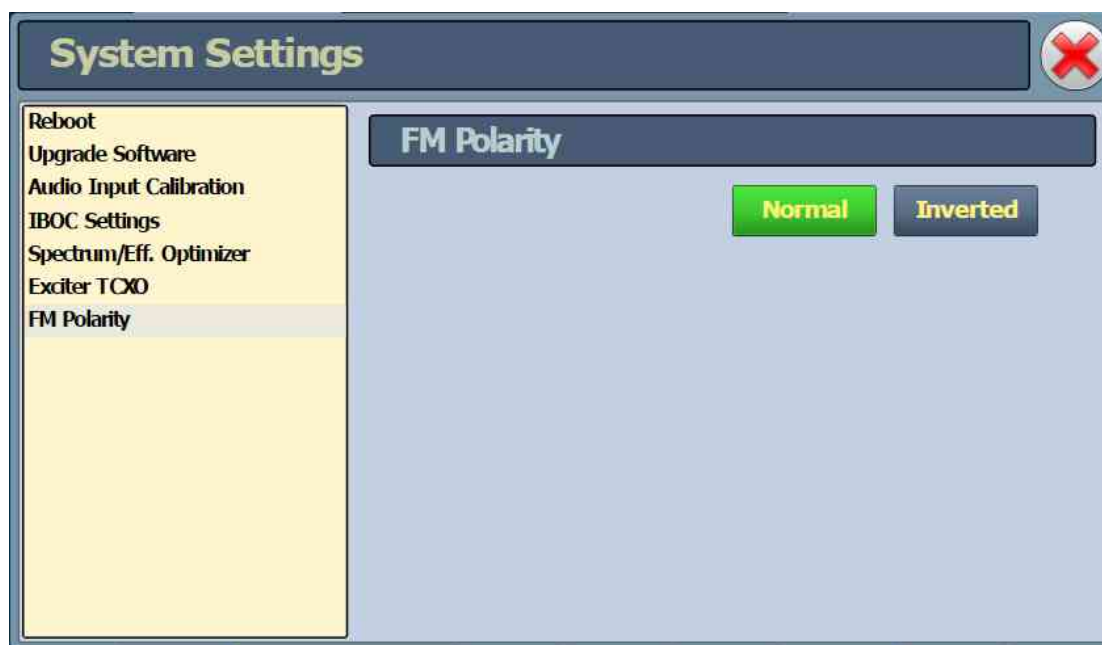 System Settings
Reboot
Upgrade Software
Audio Input Calibration
IBOC Settings
Spectrum/Eff. Optimizer
Exciter TCXO
FM Polarity
FM Polarity
Normal Inverted